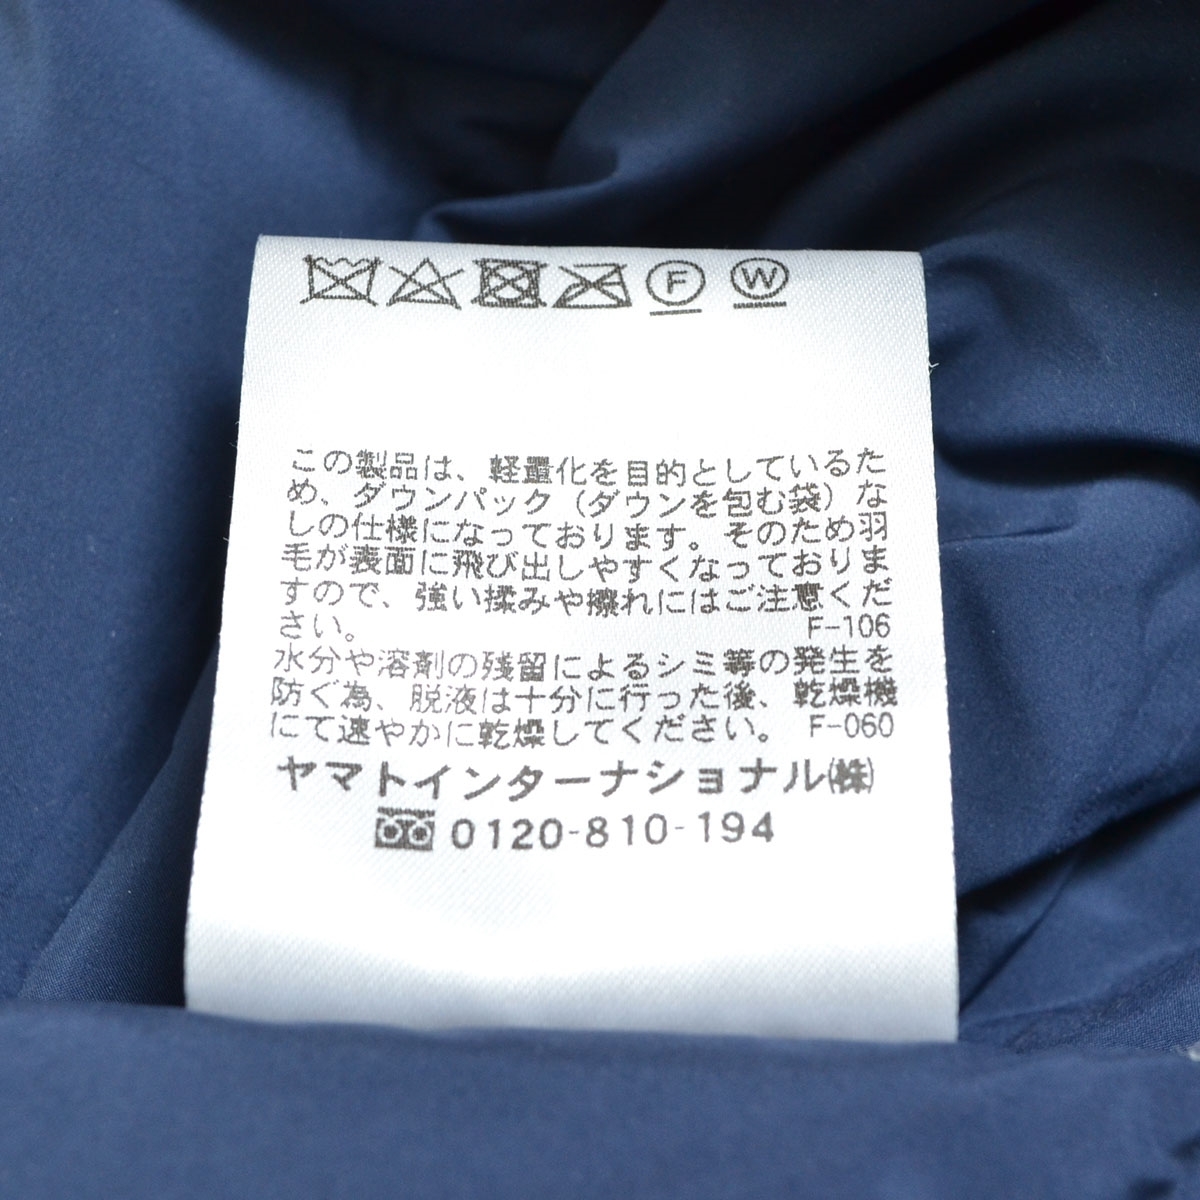 F
W
この製品は、軽量化を目的としているた
め、ダウンパック（ダウンを包む袋）な
しの仕様になっております。そのため羽
毛が表面に飛び出しやすくなっておりま
すので、強い揉みや擦れにはご注意くだ
さい。 F-106
水分や溶剤の残留によるシミ等の発生を
防ぐ為、脱液は十分に行った後、乾燥機
にて速やかに乾燥してください。 F-060
ヤマトインターナショナル㈱
0120-810-194